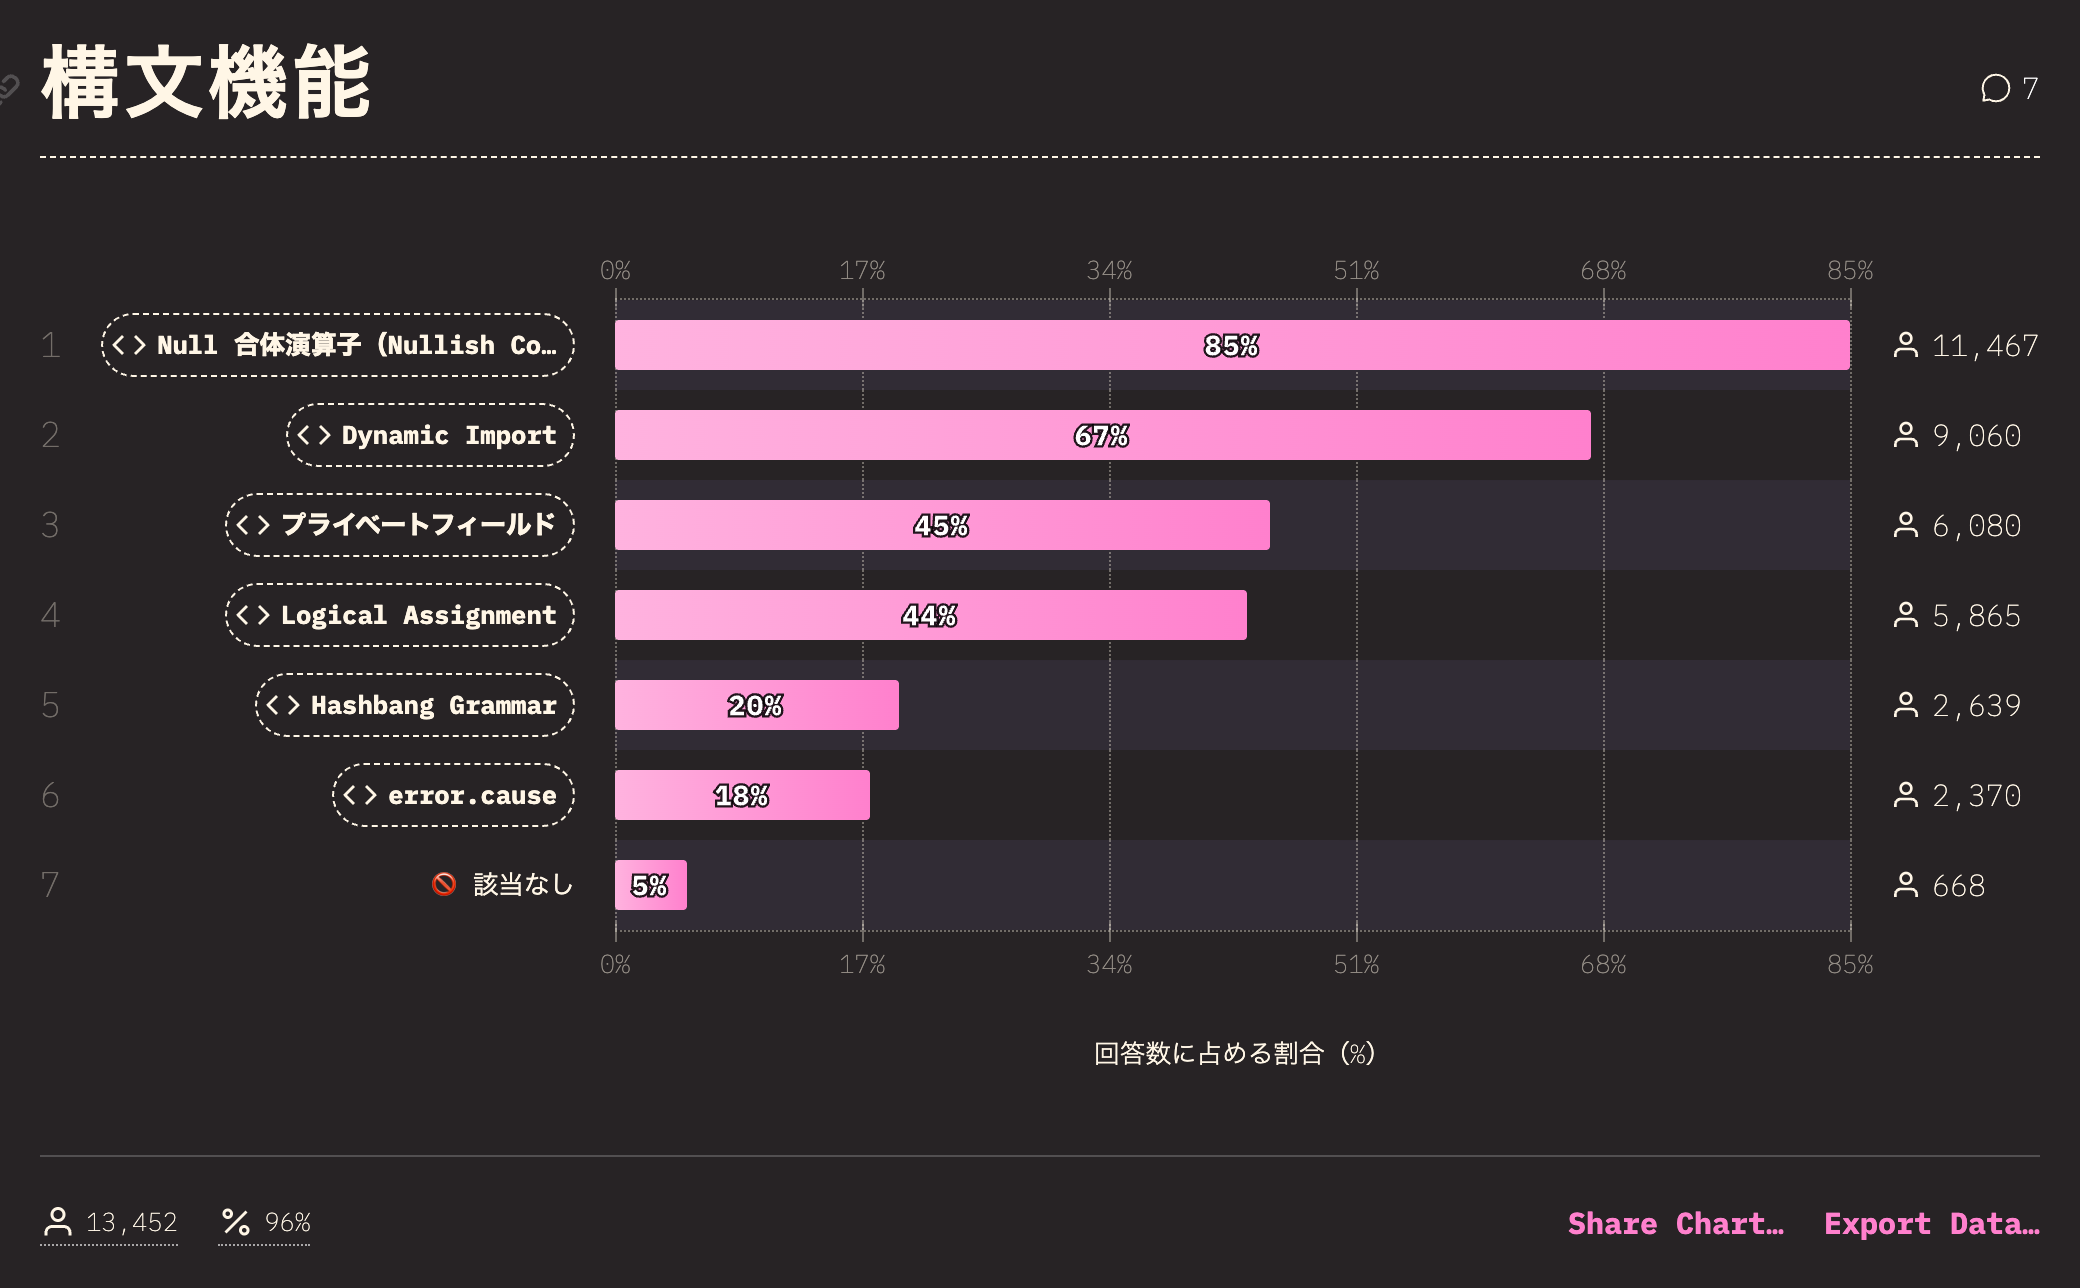 構文機能
7
0% 17% 34% 51% 68% 85%
1 <> Null 合体演算子（Nullish Co… 85% 11,467
2 <> Dynamic Import 67% 9,060
3 <> プライベートフィールド 45% 6,080
4 <> Logical Assignment 44% 5,865
5 <> Hashbang Grammar 20% 2,639
6 <> error.cause 18% 2,370
7 🚫 該当なし 5% 668
0% 17% 34% 51% 68% 85%
回答数に占める割合（%）
13,452 % 96% Share Chart… Export Data…